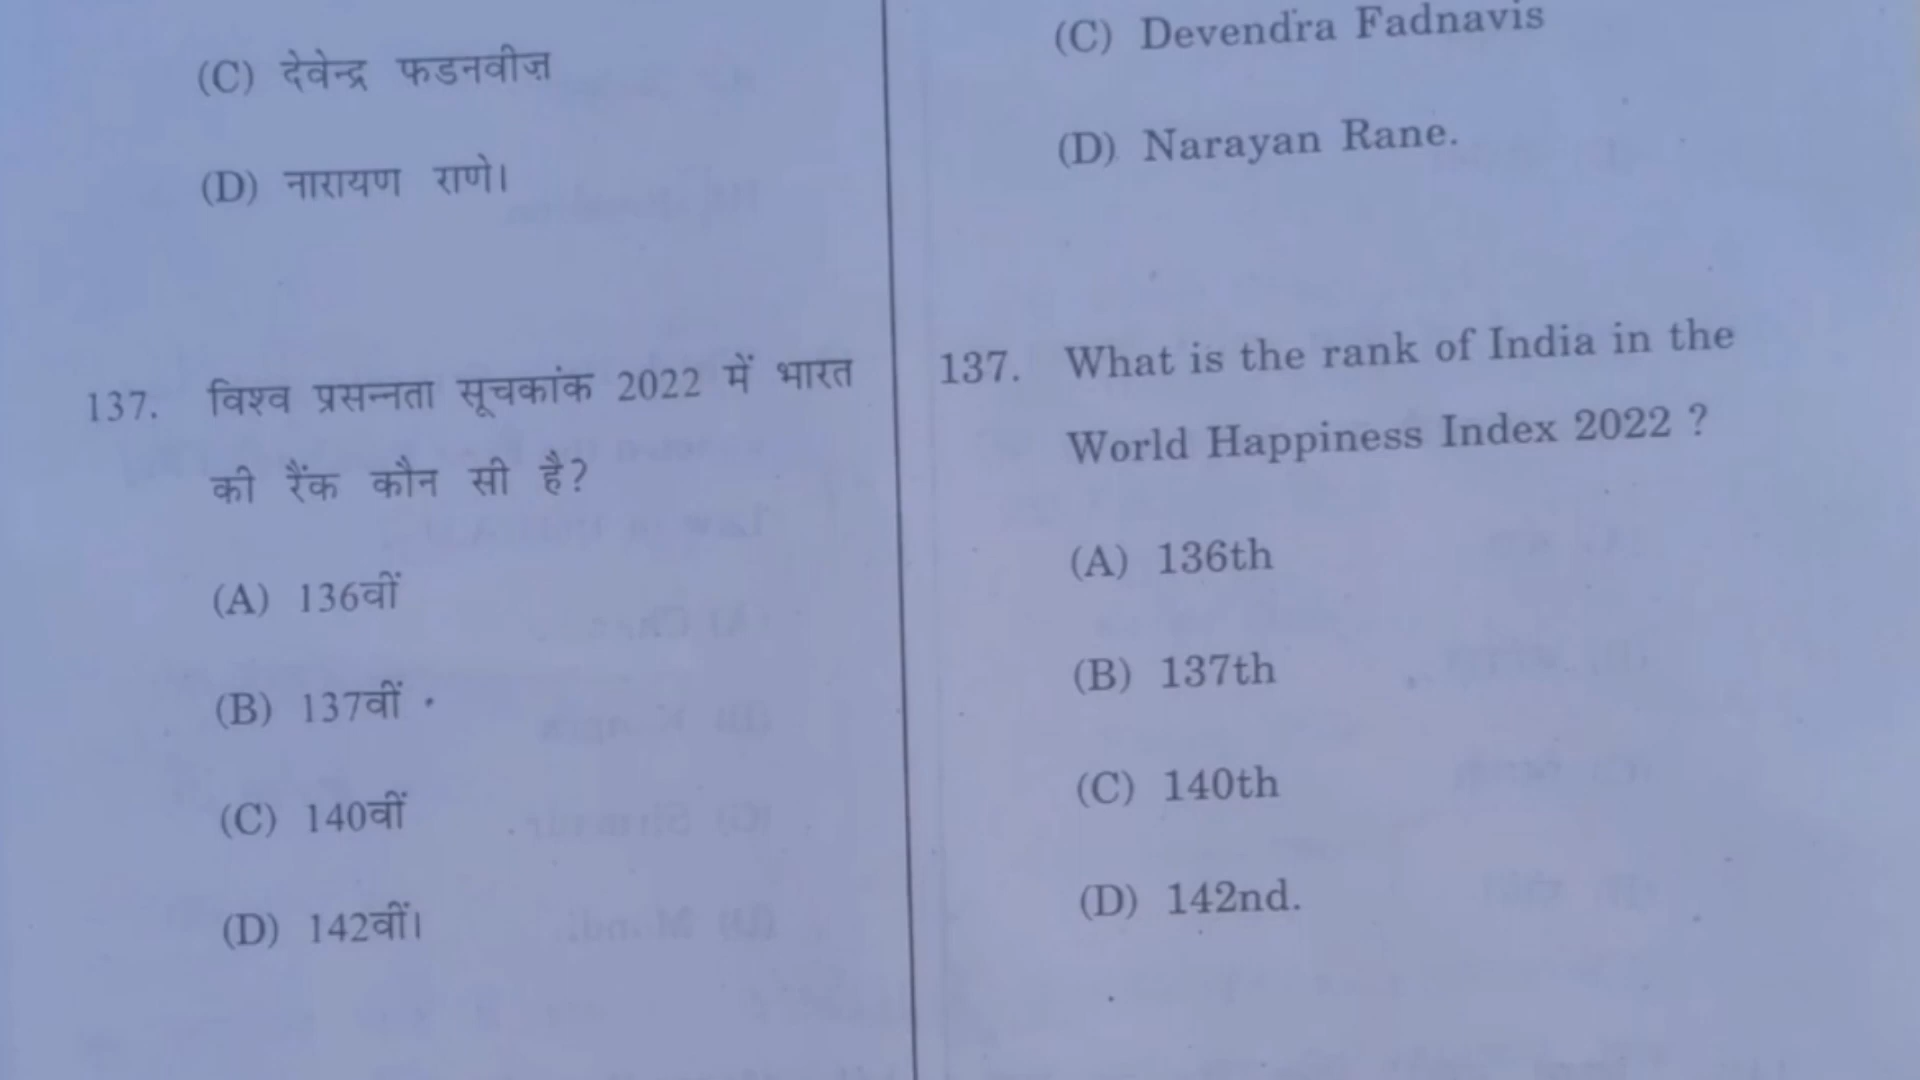 (C) देवेन्द्र फडनवीज़
(D) नारायण राणे।
137. विश्व प्रसन्नता सूचकांक 2022 में भारत
की रैंक कौन सी है?
(A) 136वीं
(B) 137वीं
(C) 140वीं
(D) 142वीं।
(C) Devendra Fadnavis
(D) Narayan Rane.
137. What is the rank of India in the
World Happiness Index 2022 ?
(A) 136th
(B) 137th
(C) 140th
(D) 142nd.